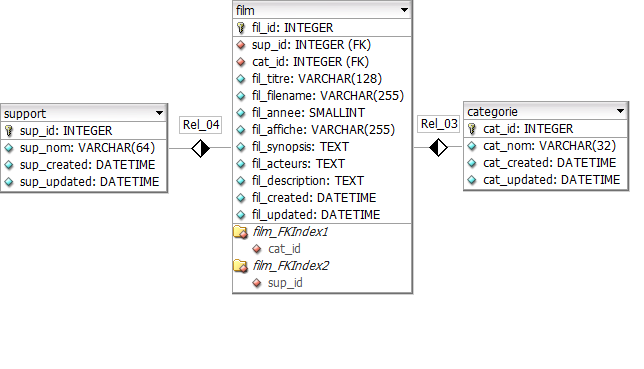 film
fil_id: INTEGER
sup_id: INTEGER (FK)
cat_id: INTEGER (FK)
fil_titre: VARCHAR(128)
fil_filename: VARCHAR(255)
fil_annee: SMALLINT
fil_affiche: VARCHAR(255)
fil_synopsis: TEXT
fil_acteurs: TEXT
fil_description: TEXT
fil_created: DATETIME
fil_updated: DATETIME
film_FKIndex1
cat_id
film_FKIndex2
sup_id
support
sup_id: INTEGER
sup_nom: VARCHAR(64)
sup_created: DATETIME
sup_updated: DATETIME
Rel_04
Rel_03
categorie
cat_id: INTEGER
cat_nom: VARCHAR(32)
cat_created: DATETIME
cat_updated: DATETIME